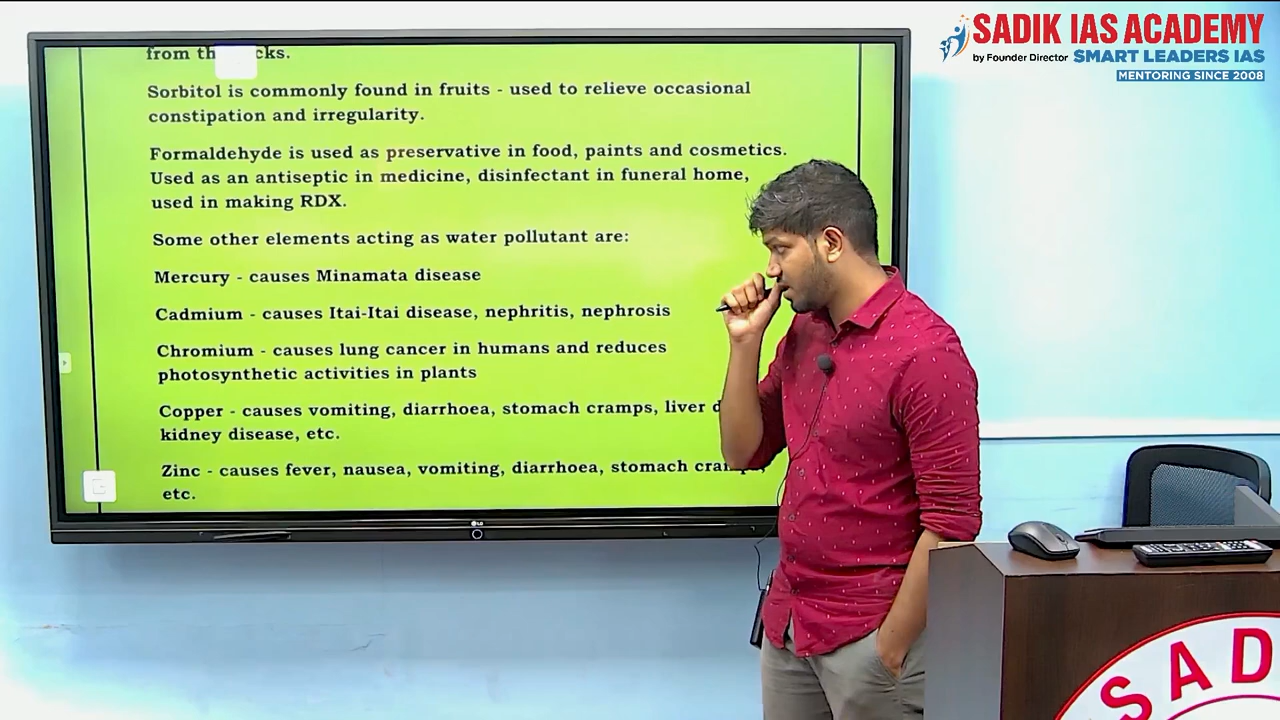 SADIK IAS ACADEMY
by Founder Director SMART LEADERS IAS
MENTORING SINCE 2008
from
Sorbitol is commonly found in fruits - used to relieve occasional
constipation and irregularity.
Formaldehyde is used as preservative in food, paints and cosmetics.
Used as an antiseptic in medicine, disinfectant in funeral home,
used in making RDX.
Some other elements acting as water pollutant are:
Mercury - causes Minamata disease
Cadmium - causes Itai-Itai disease, nephritis, nephrosis
Chromium - causes lung cancer in humans and reduces
photosynthetic activities in plants
Copper - causes vomiting, diarrhoea, stomach cramps, liver
kidney disease, etc.
Zinc - causes fever, nausea, vomiting, diarrhoea, stomach
etc.
LG
SAD